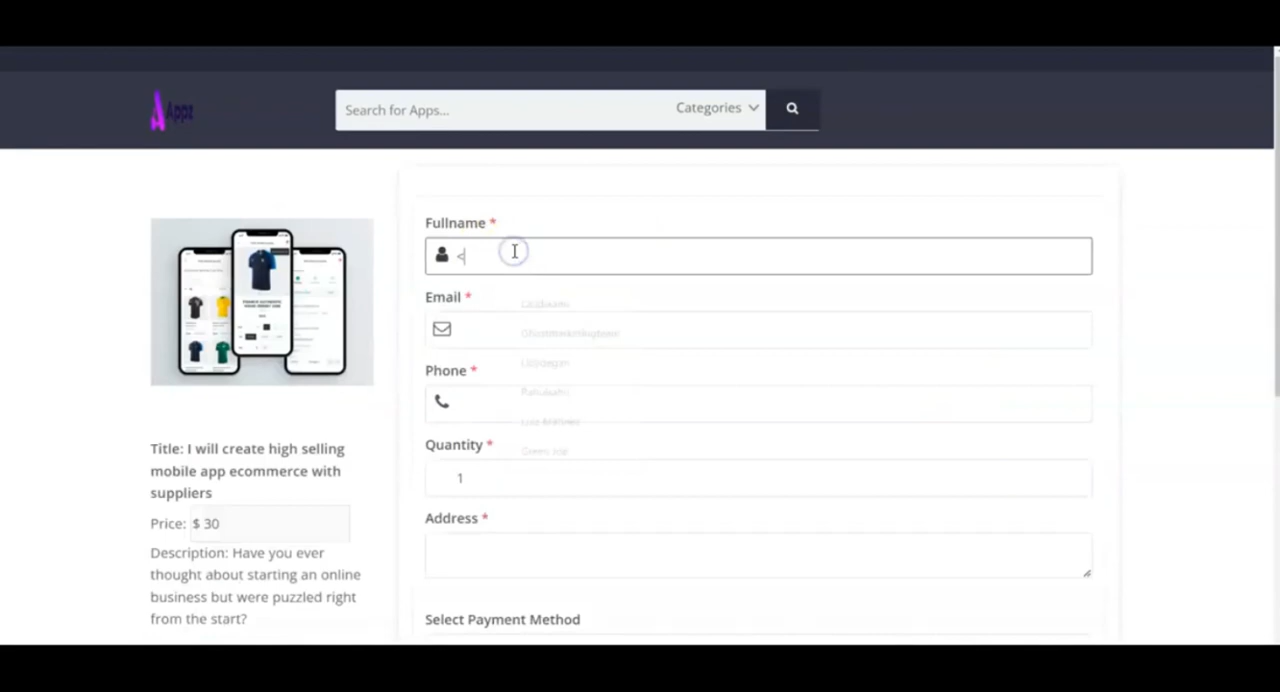 Appz
Search for Apps...
Categories
Fullname *
<
Email *
Phone *
Quantity *
1
Address *
Select Payment Method
Title: I will create high selling
mobile app ecommerce with
suppliers
Price: $ 30
Description: Have you ever
thought about starting an online
business but were puzzled right
from the start?